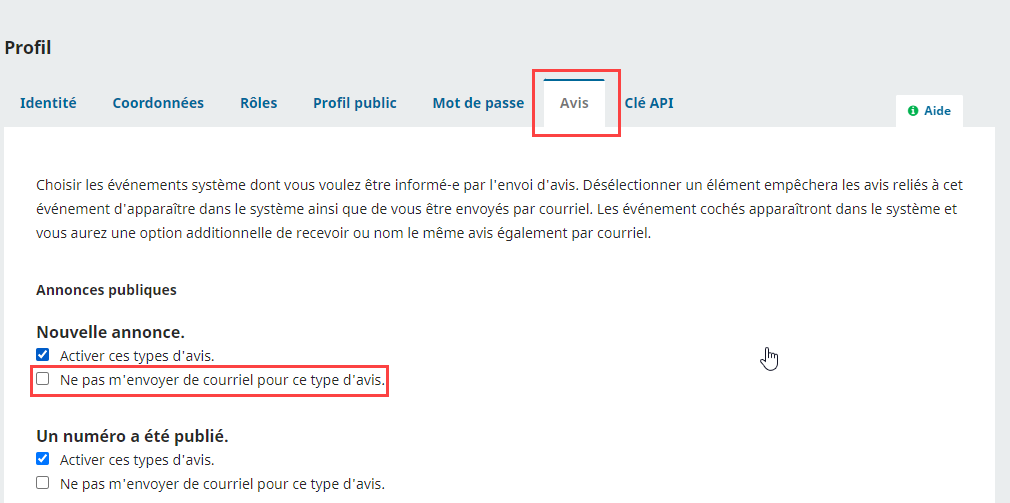 Profil
Identité Coordonnées Rôles Profil public Mot de passe Avis Clé API
Aide
Choisir les événements système dont vous voulez être informé-e par l'envoi d'avis. Désélectionner un élément empêchera les avis reliés à cet
événement d'apparaître dans le système ainsi que de vous être envoyés par courriel. Les événement cochés apparaîtront dans le système et
vous aurez une option additionnelle de recevoir ou nom le même avis également par courriel.
Annonces publiques
Nouvelle annonce.
Activer ces types d'avis.
Ne pas m'envoyer de courriel pour ce type d'avis.
Un numéro a été publié.
Activer ces types d'avis.
Ne pas m'envoyer de courriel pour ce type d'avis.